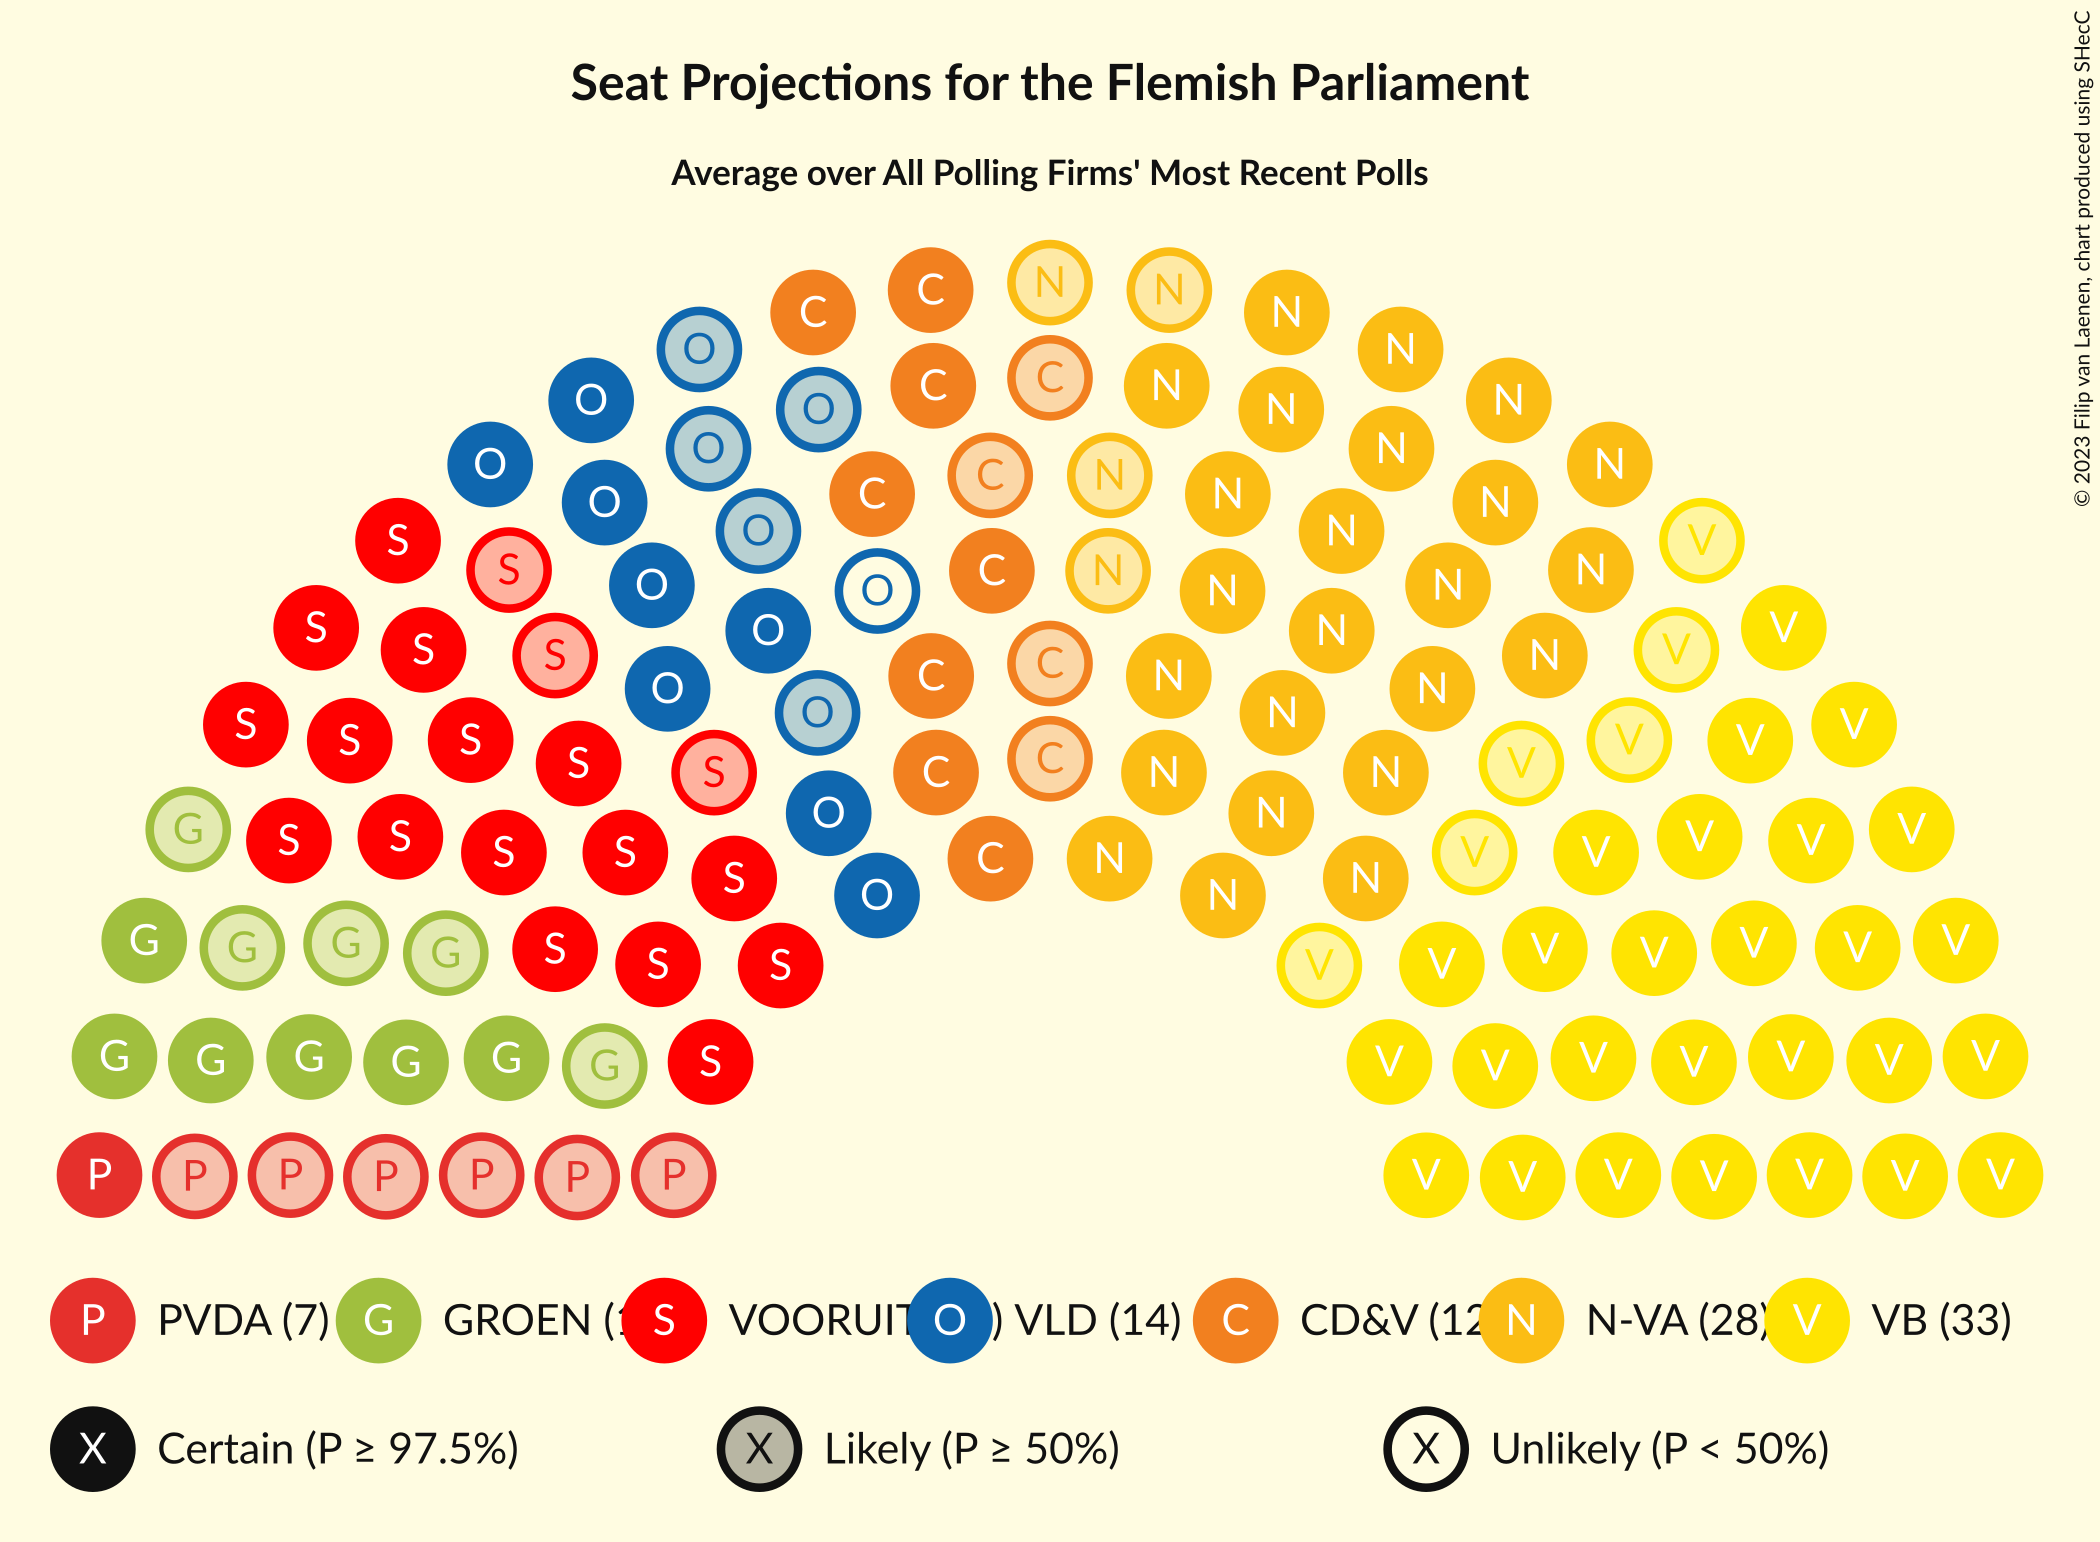 Seat Projections for the Flemish Parliament
Average over All Polling Firms' Most Recent Polls
© 2023 Filip van Laenen, chart produced using SHecC
N
C N
C N
O C C N
O N
O C N
O N
C N N
O O N
S N N
O C N
O N
S S V
O C N
O N
O N
S S V V
S C N
O N
C N
S O N
S O N V V
S S V V
S S N V
S C N
S O N
G S V V
S S V V
S S V V
C N
S N
O N
G S V V
G G V V
G S V V
S S V V
G G V V
G G V V
G G V V
G S V V
P P P P P P P V V V V V V V
P PVDA (7) G GROEN S VOORUIT O ) VLD (14) C CD&V (12 N N-VA (28) V VB (33)
X Certain (P ≥ 97.5%) X Likely (P ≥ 50%) X Unlikely (P < 50%)